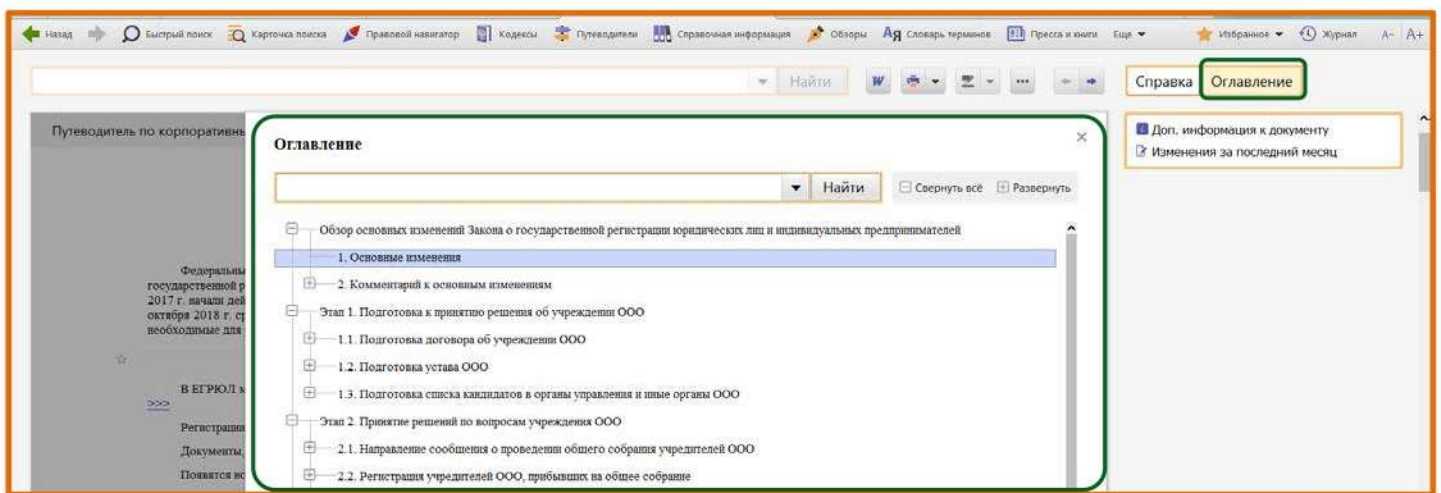 Назад Быстрый поиск Карточка поиска Правовой навигатор Кодексы Путеводители Справочная информация Обзоры Словарь терминов Пресса и книги Еще Избранное Журнал A- A+
Найти W ... Справка Оглавление
Путеводитель по корпоративны
Оглавление ×
Доп. информация к документу
Изменения за последний месяц
Найти Свернуть всё Развернуть
Обзор основных изменений Закона о государственной регистрации юридических лиц и индивидуальных предпринимателей
1. Основные изменения
2. Комментарий к основным изменениям
Этап 1. Подготовка к принятию решения об учреждении ООО
1.1. Подготовка договора об учреждении ООО
1.2. Подготовка устава ООО
1.3. Подготовка списка кандидатов в органы управления и иные органы ООО
Этап 2. Принятие решений по вопросам учреждения ООО
2.1. Направление сообщения о проведении общего собрания учредителей ООО
2.2. Регистрация учредителей ООО, прибывших на общее собрание
Федеральны
государственной р
2017 г. начали дей
октября 2018 г. ср
необходимые для
В ЕГРЮЛ м
>>>
Регистрации
Документы,
Появятся но